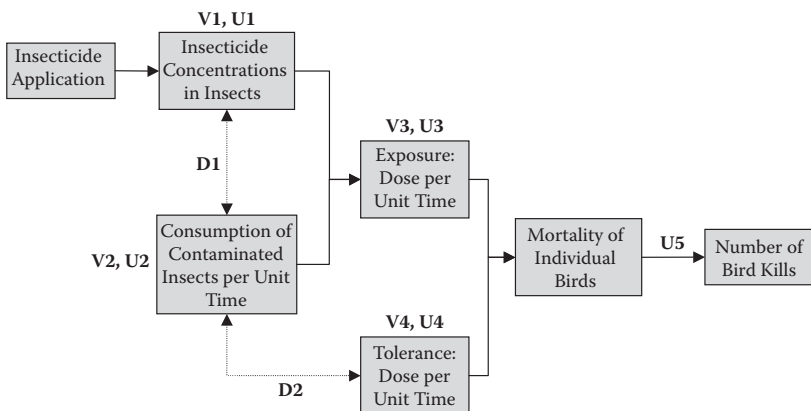 V1, U1
Insecticide
Application
Insecticide
Concentrations
in Insects
D1
V3, U3
Exposure:
Dose per
Unit Time
V2, U2
Consumption of
Contaminated
Insects per Unit
Time
Mortality of
Individual
Birds
U5
Number of
Bird Kills
V4, U4
Tolerance:
Dose per
Unit Time
D2